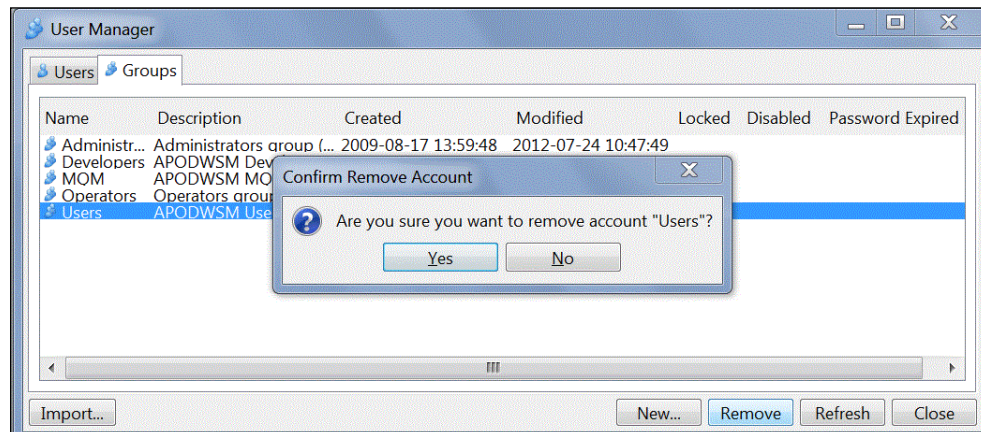 User Manager
Users Groups
Name Description Created Modified Locked Disabled Password Expired
Administr... Administrators group (... 2009-08-17 13:59:48 2012-07-24 10:47:49
Developers APODWSM Dev
MQM APODWSM MQ
Operators Operators grou
Users APODWSM Use
Confirm Remove Account
Are you sure you want to remove account "Users"?
Yes No
Import... New... Remove Refresh Close